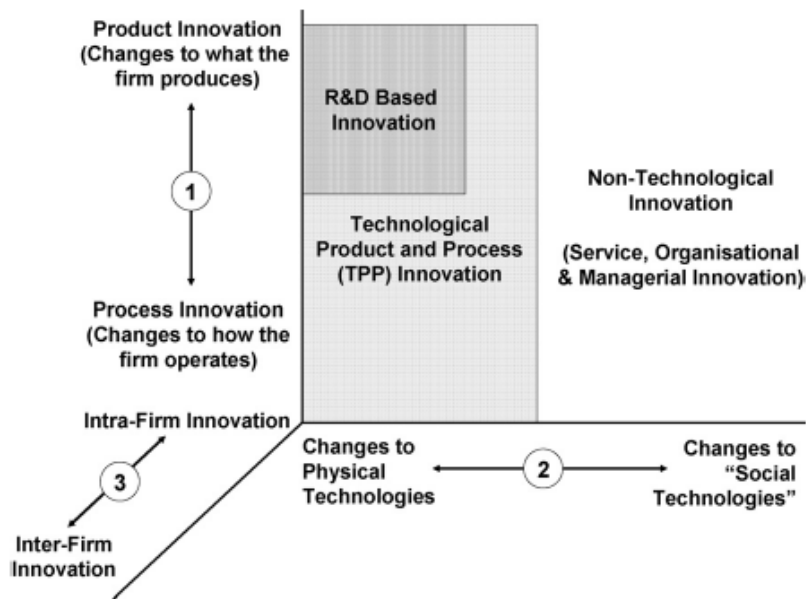 Product Innovation
(Changes to what the
firm produces)
R&D Based
Innovation
1
Non-Technological
Innovation
Technological
Product and Process
(TPP) Innovation
(Service, Organisational
& Managerial Innovation)
Process Innovation
(Changes to how the
firm operates)
Intra-Firm Innovation
Changes to
Physical
Technologies
2
Changes to
“Social
Technologies”
3
Inter-Firm
Innovation